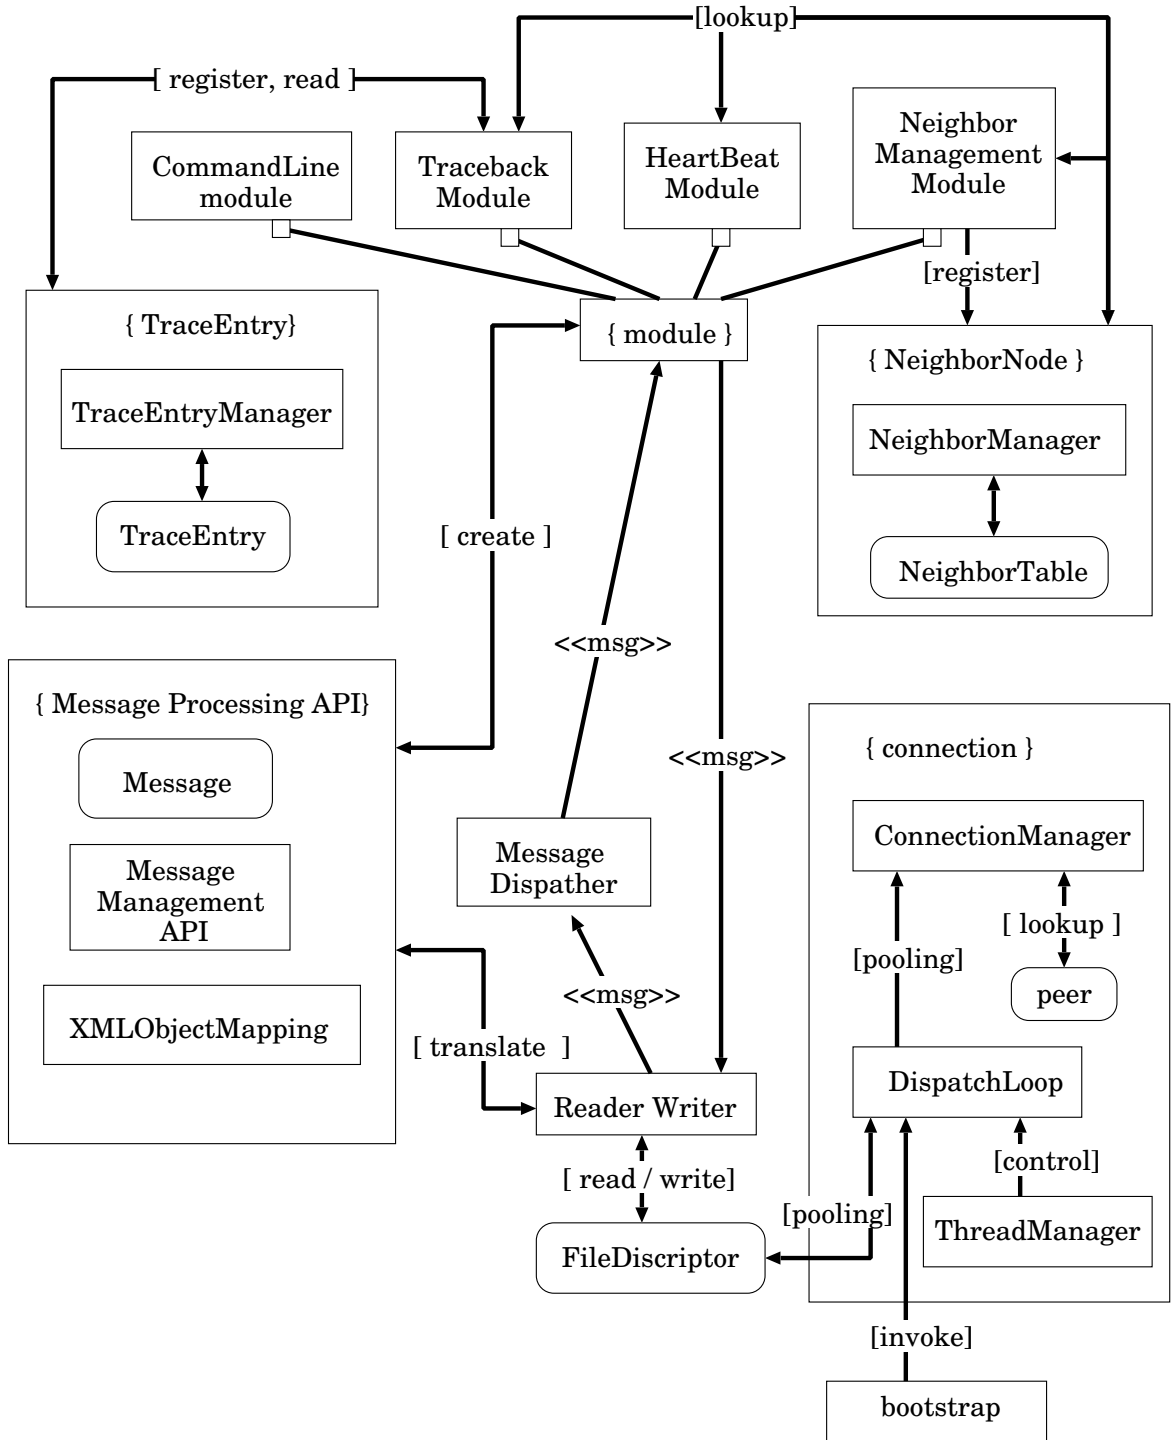 [lookup]
[ register, read ]
CommandLine
module
Traceback
Module
HeartBeat
Module
Neighbor
Management
Module
[register]
{ TraceEntry}
{ module }
{ NeighborNode }
TraceEntryManager
NeighborManager
TraceEntry
[ create ]
NeighborTable
<<msg>>
{ Message Processing API}
{ connection }
<<msg>>
Message
ConnectionManager
Message
Dispather
Message
Management
API
[ lookup ]
[pooling]
<<msg>>
peer
XMLObjectMapping
[ translate ]
DispatchLoop
Reader Writer
[control]
[ read / write]
[pooling]
ThreadManager
FileDiscriptor
[invoke]
bootstrap